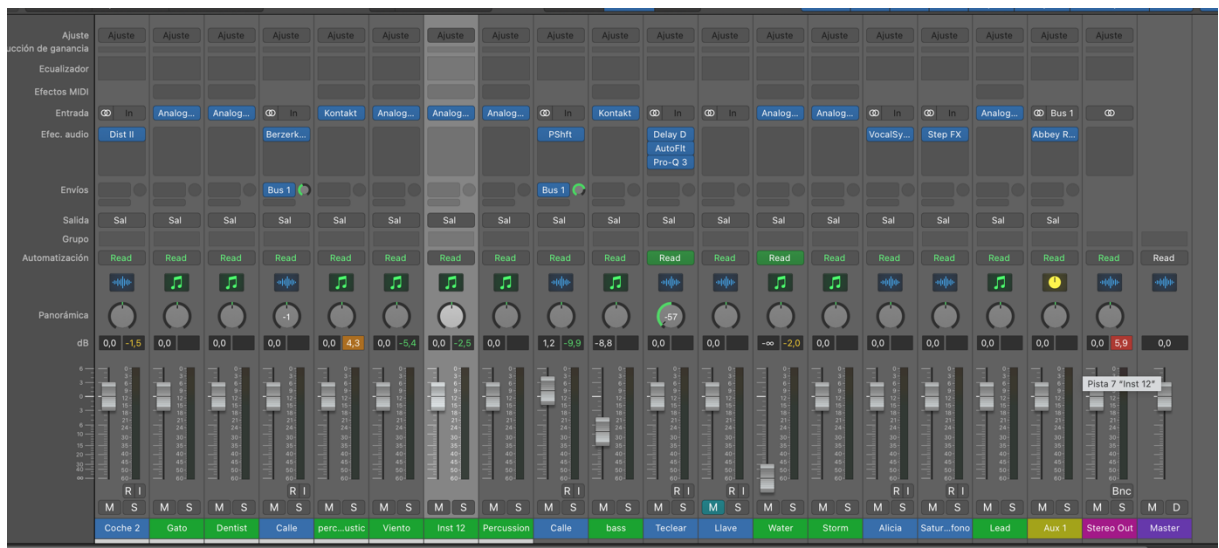 Ajuste Ajuste Ajuste Ajuste Ajuste Ajuste Ajuste Ajuste Ajuste Ajuste Ajuste Ajuste Ajuste Ajuste Ajuste Ajuste Ajuste Ajuste Ajuste Ajuste
ucción de ganancia
Ecualizador
Efectos MIDI
Entrada In Analog... Analog... In Kontakt Analog... Analog... Analog... In Kontakt In In Analog... Analog... In In Analog... Bus 1
Efec. audio Dist II Berzerk... PShft Delay D VocalSy... Step FX Abbey R...
AutoFlt
Pro-Q 3
Envíos Bus 1 Bus 1
Salida Sal Sal Sal Sal Sal Sal Sal Sal Sal Sal Sal Sal Sal Sal Sal Sal Sal Sal
Grupo
Automatización Read Read Read Read Read Read Read Read Read Read Read Read Read Read Read Read Read Read Read Read
Panorámica -1 -57
dB 0,0 -1,5 0,0 0,0 0,0 0,0 4,3 0,0 -5,4 0,0 -2,5 0,0 1,2 -9,9 -8,8 0,0 0,0 -∞ -2,0 0,0 0,0 0,0 0,0 0,0 0,0 5,9 0,0
Pista 7 "Inst 12"
R I R I R I R I R I R I R I Bnc
M S M S M S M S M S M S M S M S M S M S M S M S M S M S M S M S M S M S M S M D
Coche 2 Gato Dentist Calle perc...ustic Viento Inst 12 Percussion Calle bass Teclear Llave Water Storm Alicia Satur...fono Lead Aux 1 Stereo Out Master